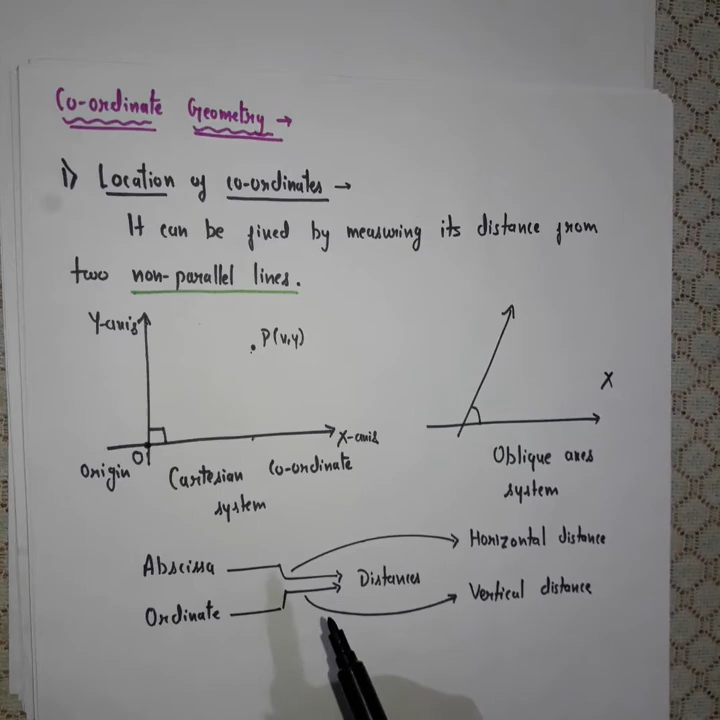 Co-ordinate Geometry →
1) Location of co-ordinates →
It can be fixed by measuring its distance from
two non-parallel lines.
Y-axis
P(x,y)
X
X-axis
Origin O
Cartesian Co-ordinate
system
Oblique axes
system
Abscissa
Ordinate
Distances
Horizontal distance
Vertical distance